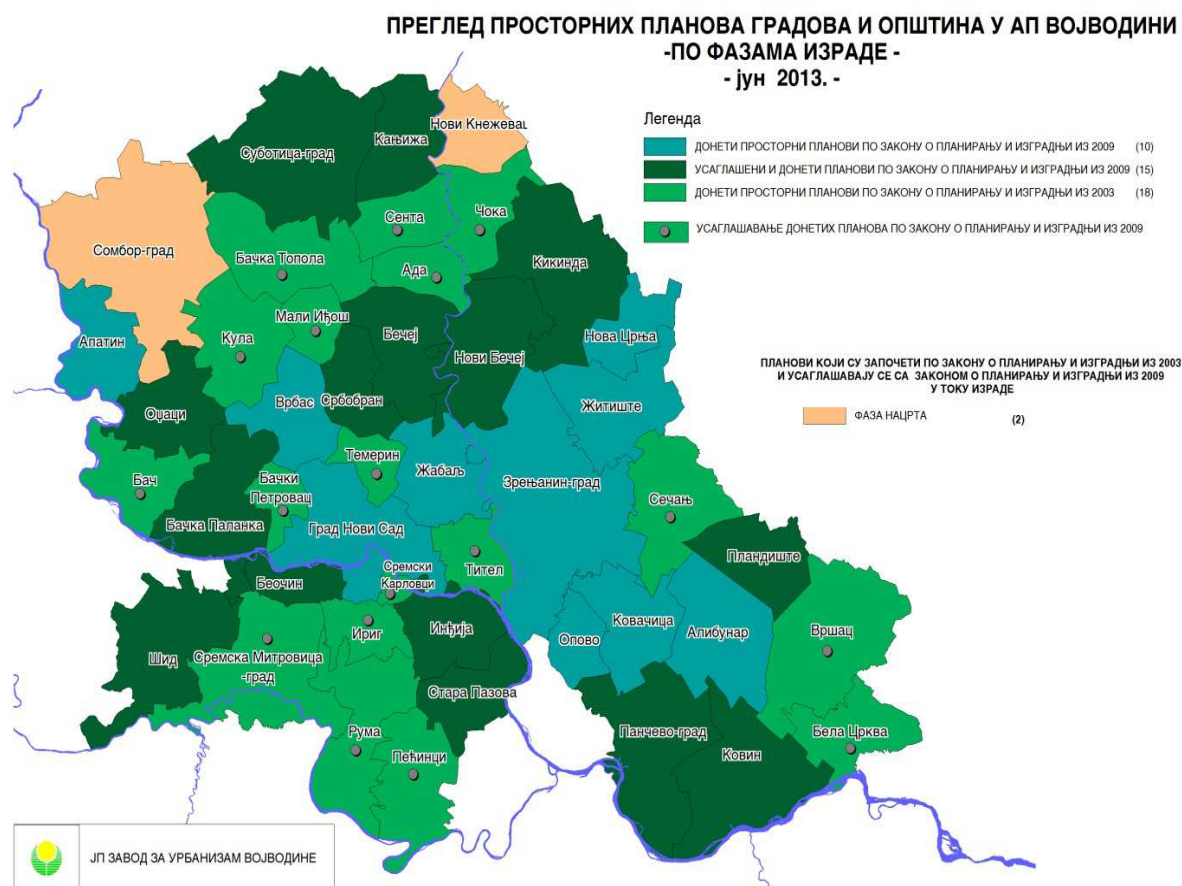 ПРЕГЛЕД ПРОСТОРНИХ ПЛАНОВА ГРАДОВА И ОПШТИНА У АП ВОЈВОДИНИ
-ПО ФАЗАМА ИЗРАДЕ -
- јун 2013. -
Легенда
ДОНЕТИ ПРОСТОРНИ ПЛАНОВИ ПО ЗАКОНУ О ПЛАНИРАЊУ И ИЗГРАДЊИ ИЗ 2009 (10)
УСАГЛАШЕНИ И ДОНЕТИ ПЛАНОВИ ПО ЗАКОНУ О ПЛАНИРАЊУ И ИЗГРАДЊИ ИЗ 2009 (15)
ДОНЕТИ ПРОСТОРНИ ПЛАНОВИ ПО ЗАКОНУ О ПЛАНИРАЊУ И ИЗГРАДЊИ ИЗ 2003 (18)
УСАГЛАШАВАЊЕ ДОНЕТИХ ПЛАНОВА ПО ЗАКОНУ О ПЛАНИРАЊУ И ИЗГРАДЊИ ИЗ 2009
ПЛАНОВИ КОЈИ СУ ЗАПОЧЕТИ ПО ЗАКОНУ О ПЛАНИРАЊУ И ИЗГРАДЊИ ИЗ 2003
И УСАГЛАШАВАЈУ СЕ СА ЗАКОНОМ О ПЛАНИРАЊУ И ИЗГРАДЊИ ИЗ 2009
У ТОКУ ИЗРАДЕ
ФАЗА НАЦРТА (2)
Нови Кнежевац
Кањижа
Суботица-град
Сента
Чока
Сомбор-град
Бачка Топола
Ада
Кикинда
Мали Иђош
Апатин
Кула
Бечеј
Нови Бечеј
Нова Црња
Оџаци
Врбас
Србобран
Житиште
Темерин
Жабаљ
Зрењанин-град
Бач
Бачки
Петровац
Сечањ
Бачка Паланка
Град Нови Сад
Пландиште
Тител
Сремски
Карловци
Беочин
Ириг
Инђија
Опово
Ковачица
Алибунар
Вршац
Шид
Сремска Митровица
-град
Стара Пазова
Рума
Пећинци
Панчево-град
Ковин
Бела Црква
ЈП ЗАВОД ЗА УРБАНИЗАМ ВОЈВОДИНЕ